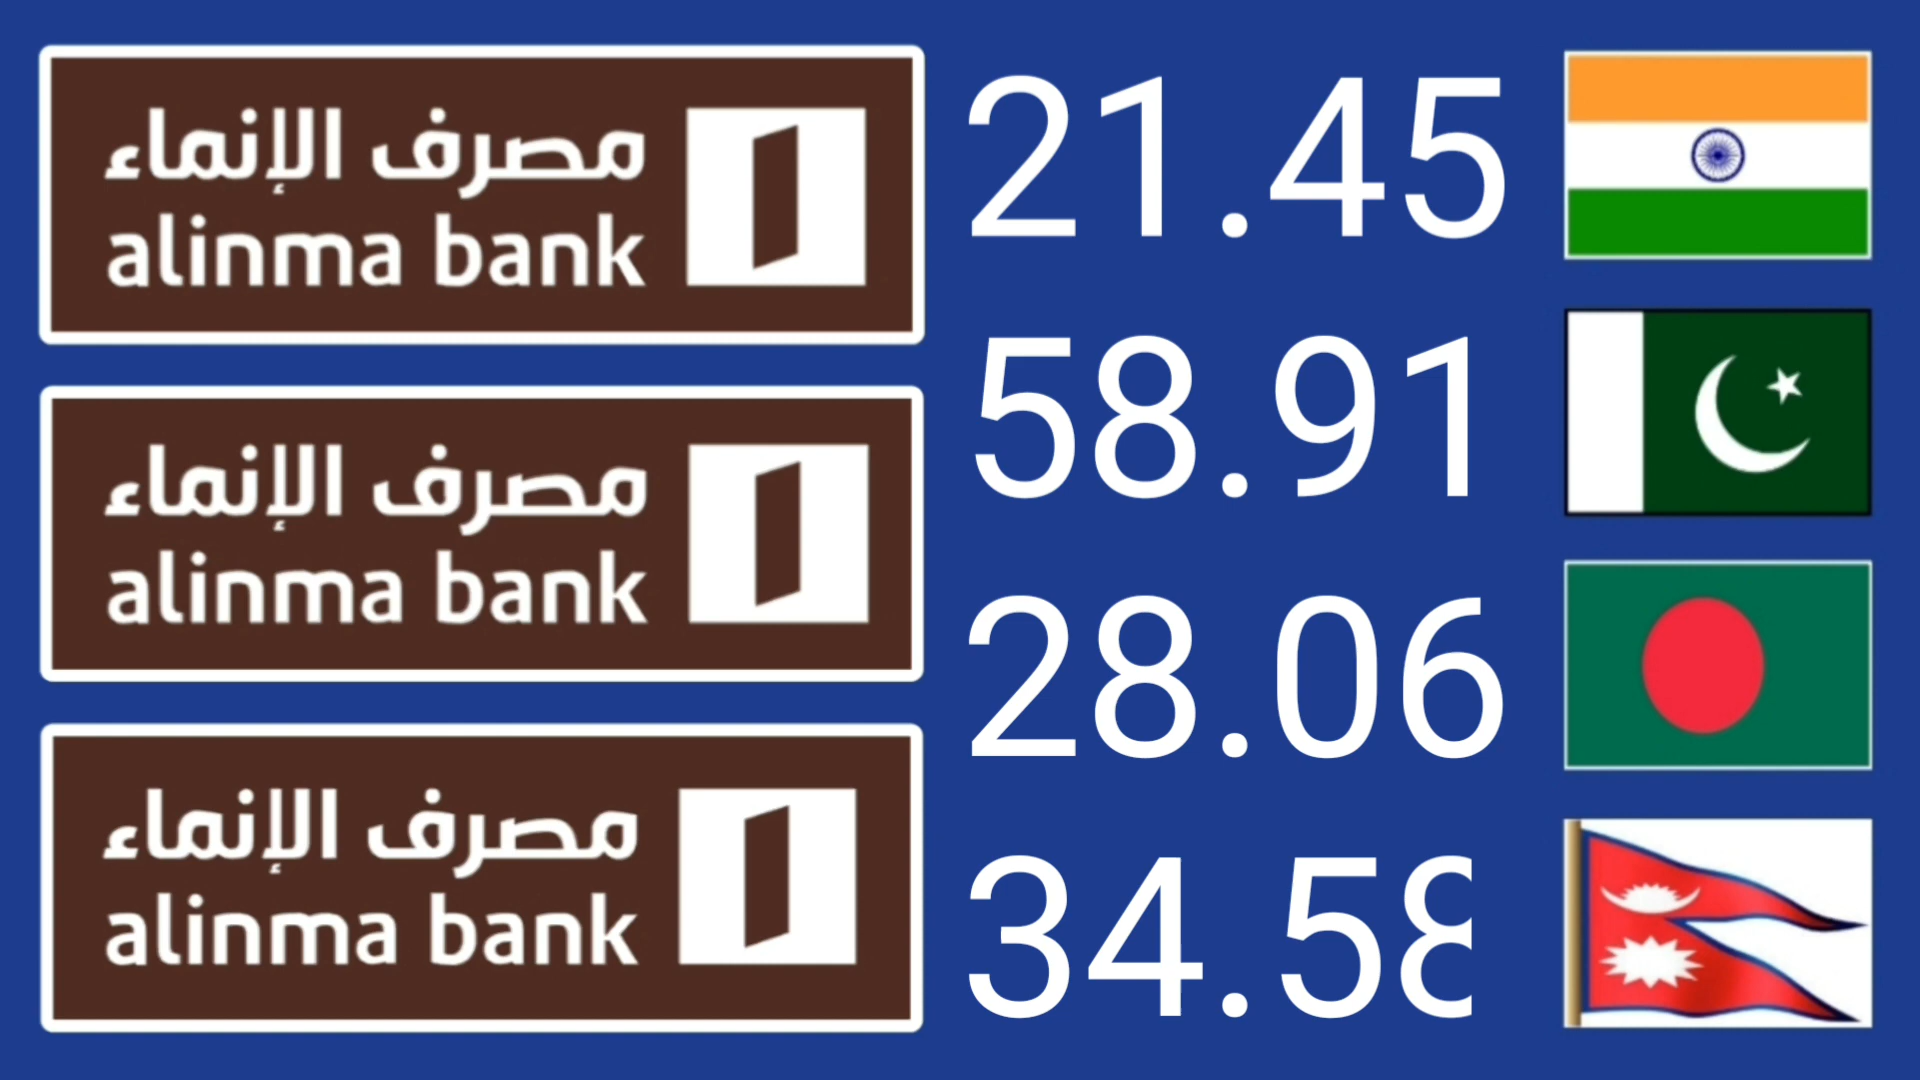 مصرف الإنماء
alinma bank
مصرف الإنماء
alinma bank
مصرف الإنماء
alinma bank
21.45
58.91
28.06
34.58